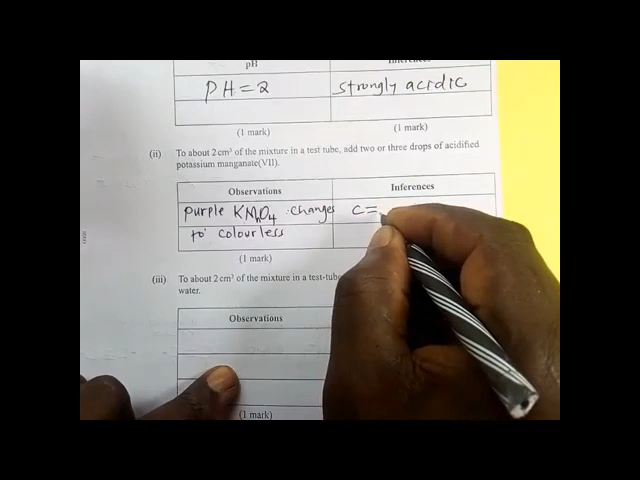 pH Inferences
PH = 2 strongly acidic
(1 mark) (1 mark)
(ii) To about 2 cm³ of the mixture in a test tube, add two or three drops of acidified
potassium manganate(VII).
Observations Inferences
purple KMnO4 changes C=
to colourless
(1 mark)
(iii) To about 2 cm³ of the mixture in a test-tube
water.
Observations
(1 mark)